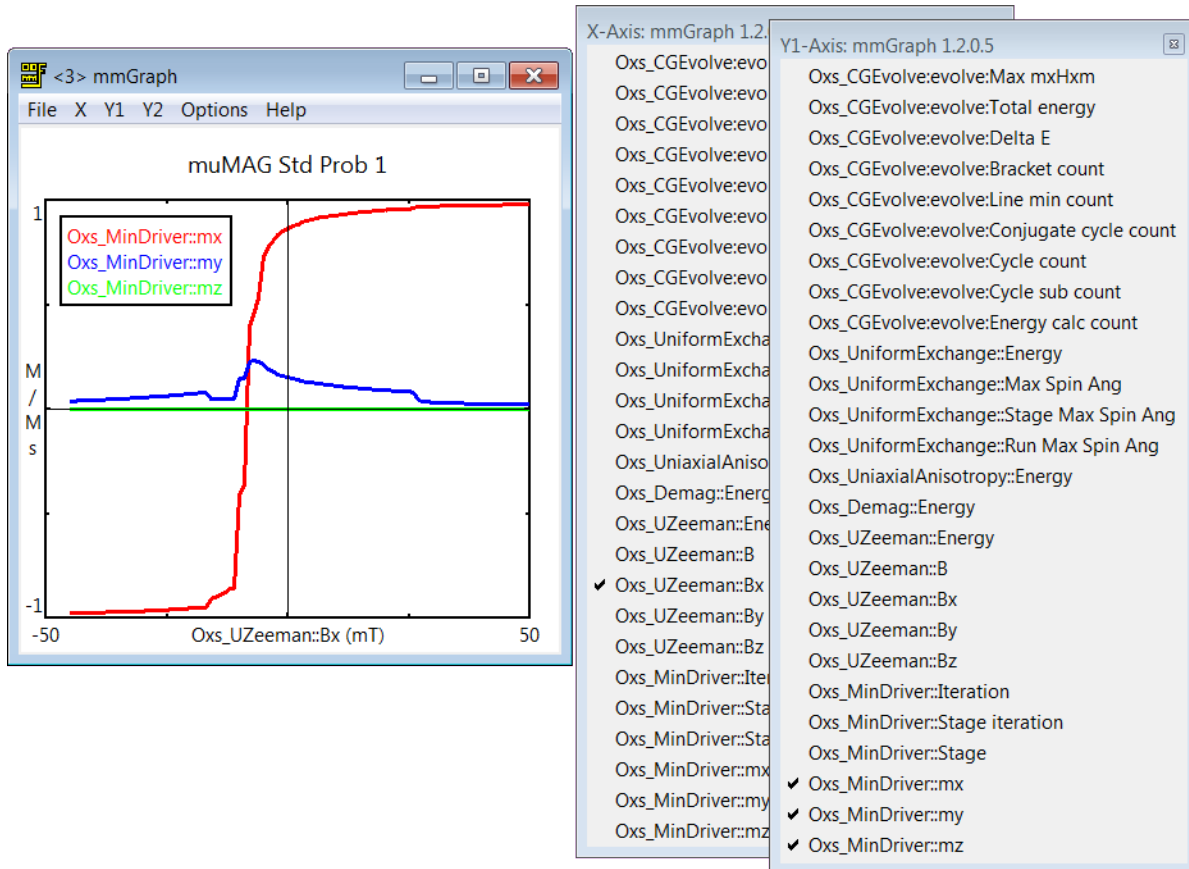 <3> mmGraph
File X Y1 Y2 Options Help
muMAG Std Prob 1
1
Oxs_MinDriver::mx
Oxs_MinDriver::my
Oxs_MinDriver::mz
M
/
M
s
-1
-50
Oxs_UZeeman::Bx (mT)
50
X-Axis: mmGraph 1.2.
Oxs_CGEvolve:evo
Oxs_CGEvolve:evo
Oxs_CGEvolve:evo
Oxs_CGEvolve:evo
Oxs_CGEvolve:evo
Oxs_CGEvolve:evo
Oxs_CGEvolve:evo
Oxs_CGEvolve:evo
Oxs_CGEvolve:evo
Oxs_UniformExcha
Oxs_UniformExcha
Oxs_UniformExcha
Oxs_UniformExcha
Oxs_UniaxialAniso
Oxs_Demag::Energ
Oxs_UZeeman::Ene
Oxs_UZeeman::B
Oxs_UZeeman::Bx
Oxs_UZeeman::By
Oxs_UZeeman::Bz
Oxs_MinDriver::Iter
Oxs_MinDriver::Sta
Oxs_MinDriver::Sta
Oxs_MinDriver::mx
Oxs_MinDriver::my
Oxs_MinDriver::mz
Y1-Axis: mmGraph 1.2.0.5
Oxs_CGEvolve:evolve:Max mxHxm
Oxs_CGEvolve:evolve:Total energy
Oxs_CGEvolve:evolve:Delta E
Oxs_CGEvolve:evolve:Bracket count
Oxs_CGEvolve:evolve:Line min count
Oxs_CGEvolve:evolve:Conjugate cycle count
Oxs_CGEvolve:evolve:Cycle count
Oxs_CGEvolve:evolve:Cycle sub count
Oxs_CGEvolve:evolve:Energy calc count
Oxs_UniformExchange::Energy
Oxs_UniformExchange::Max Spin Ang
Oxs_UniformExchange::Stage Max Spin Ang
Oxs_UniformExchange::Run Max Spin Ang
Oxs_UniaxialAnisotropy::Energy
Oxs_Demag::Energy
Oxs_UZeeman::Energy
Oxs_UZeeman::B
Oxs_UZeeman::Bx
Oxs_UZeeman::By
Oxs_UZeeman::Bz
Oxs_MinDriver::Iteration
Oxs_MinDriver::Stage iteration
Oxs_MinDriver::Stage
Oxs_MinDriver::mx
Oxs_MinDriver::my
Oxs_MinDriver::mz